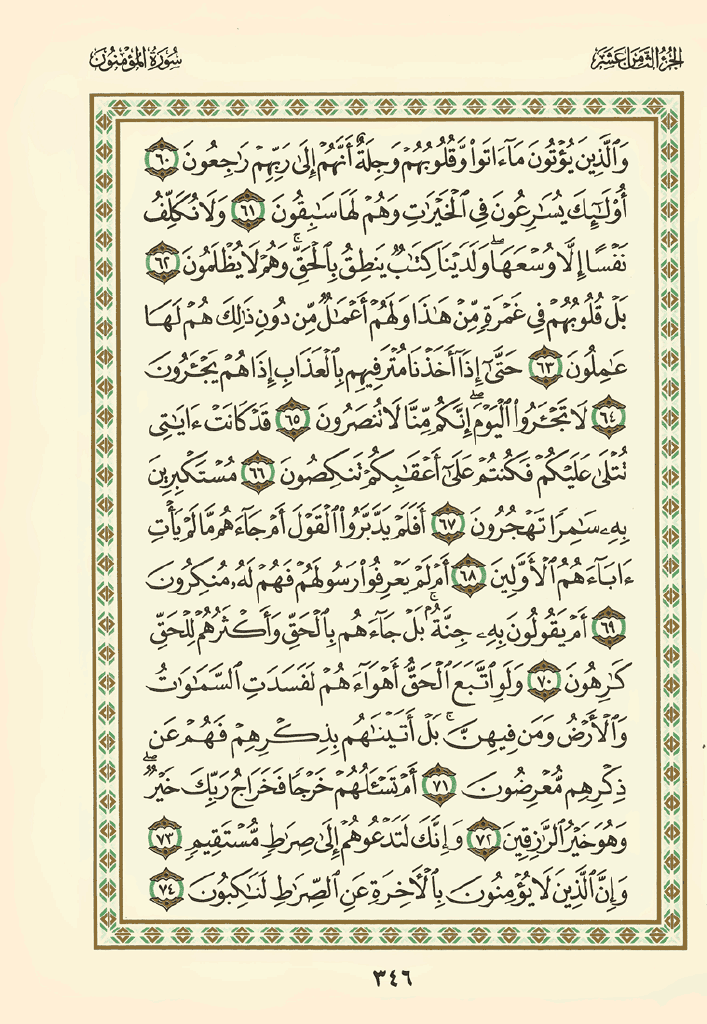 الجزء الثامن عشر
سورة المؤمنون
وَٱلَّذِينَ يُؤْتُونَ مَآ ءَاتَوا۟ وَّقُلُوبُهُمْ وَجِلَةٌ أَنَّهُمْ إِلَىٰ رَبِّهِمْ رَٰجِعُونَ ٦٠
أُو۟لَٰٓئِكَ يُسَٰرِعُونَ فِى ٱلْخَيْرَٰتِ وَهُمْ لَهَا سَٰبِقُونَ ٦١ وَلَا نُكَلِّفُ
نَفْسًا إِلَّا وُسْعَهَا ۖ وَلَدَيْنَا كِتَٰبٌ يَنطِقُ بِٱلْحَقِّ ۚ وَهُمْ لَا يُظْلَمُونَ ٦٢
بَلْ قُلُوبُهُمْ فِى غَمْرَةٍ مِّنْ هَٰذَا وَلَهُمْ أَعْمَٰلٌ مِّن دُونِ ذَٰلِكَ هُمْ لَهَا
عَٰمِلُونَ ٦٣ حَتَّىٰٓ إِذَآ أَخَذْنَا مُتْرَفِيهِم بِٱلْعَذَابِ إِذَا هُمْ يَجْـَٔرُونَ
٦٤ لَا تَجْـَٔرُوا۟ ٱلْيَوْمَ ۖ إِنَّكُم مِّنَّا لَا تُنصَرُونَ ٦٥ قَدْ كَانَتْ ءَايَٰتِى
تُتْلَىٰ عَلَيْكُمْ فَكُنتُمْ عَلَىٰٓ أَعْقَٰبِكُمْ تَنكِصُونَ ٦٦ مُسْتَكْبِرِينَ
بِهِۦ سَٰمِرًا تَهْجُرُونَ ٦٧ أَفَلَمْ يَدَّبَّرُوا۟ ٱلْقَوْلَ أَمْ جَآءَهُم مَّا لَمْ يَأْتِ
ءَابَآءَهُمُ ٱلْأَوَّلِينَ ٦٨ أَمْ لَمْ يَعْرِفُوا۟ رَسُولَهُمْ فَهُمْ لَهُۥ مُنكِرُونَ
٦٩ أَمْ يَقُولُونَ بِهِۦ جِنَّةٌۢ ۚ بَلْ جَآءَهُم بِٱلْحَقِّ وَأَكْثَرُهُمْ لِلْحَقِّ
كَٰرِهُونَ ٧٠ وَلَوِ ٱتَّبَعَ ٱلْحَقُّ أَهْوَآءَهُمْ لَفَسَدَتِ ٱلسَّمَٰوَٰتُ
وَٱلْأَرْضُ وَمَن فِيهِنَّ ۚ بَلْ أَتَيْنَٰهُم بِذِكْرِهِمْ فَهُمْ عَن
ذِكْرِهِم مُّعْرِضُونَ ٧١ أَمْ تَسْـَٔلُهُمْ خَرْجًا فَخَرَاجُ رَبِّكَ خَيْرٌ ۖ
وَهُوَ خَيْرُ ٱلرَّٰزِقِينَ ٧٢ وَإِنَّكَ لَتَدْعُوهُمْ إِلَىٰ صِرَٰطٍ مُّسْتَقِيمٍ ٧٣
وَإِنَّ ٱلَّذِينَ لَا يُؤْمِنُونَ بِٱلْءَاخِرَةِ عَنِ ٱلصِّرَٰطِ لَنَٰكِبُونَ ٧٤
٣٤٦